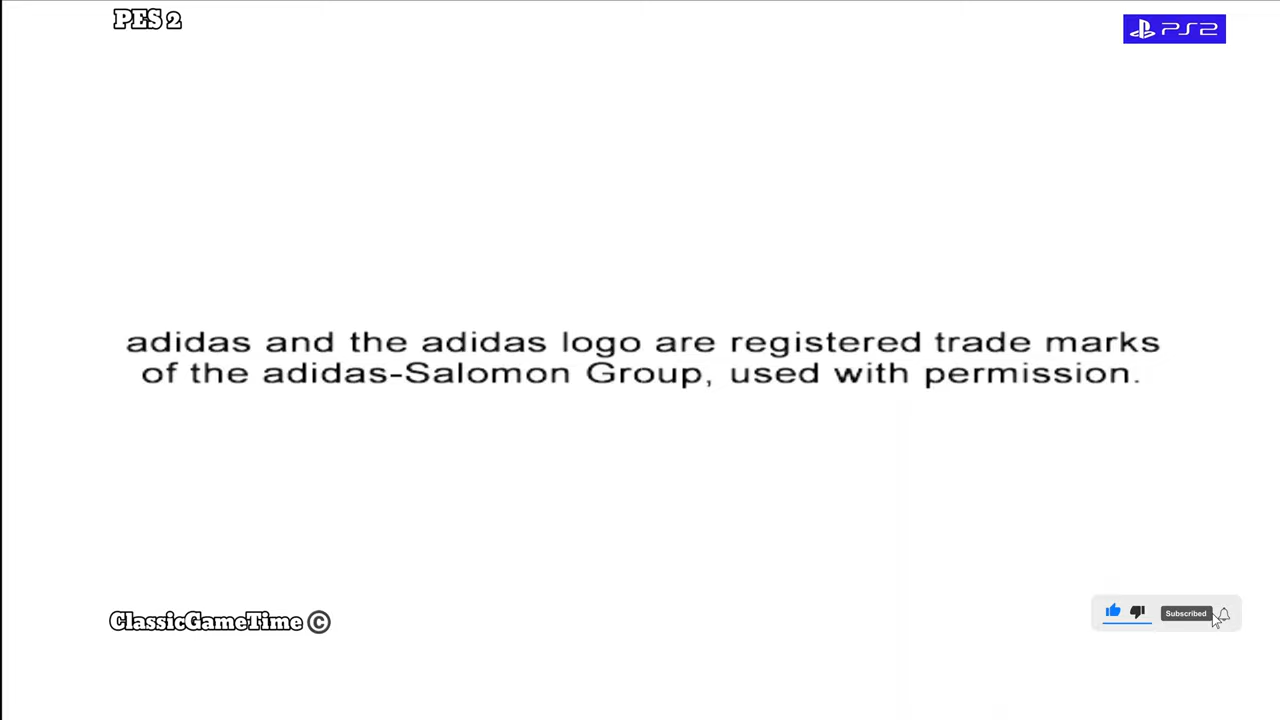 PES 2
PS2
adidas and the adidas logo are registered trade marks
of the adidas-Salomon Group, used with permission.
ClassicGameTime ©
Subscribed